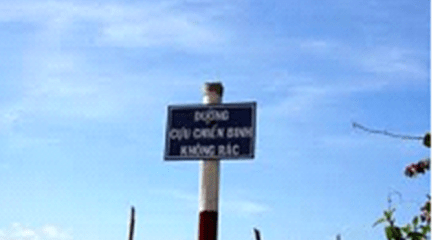 ĐƯỜNG
CỰU CHIẾN BINH
KHÔNG RÁC